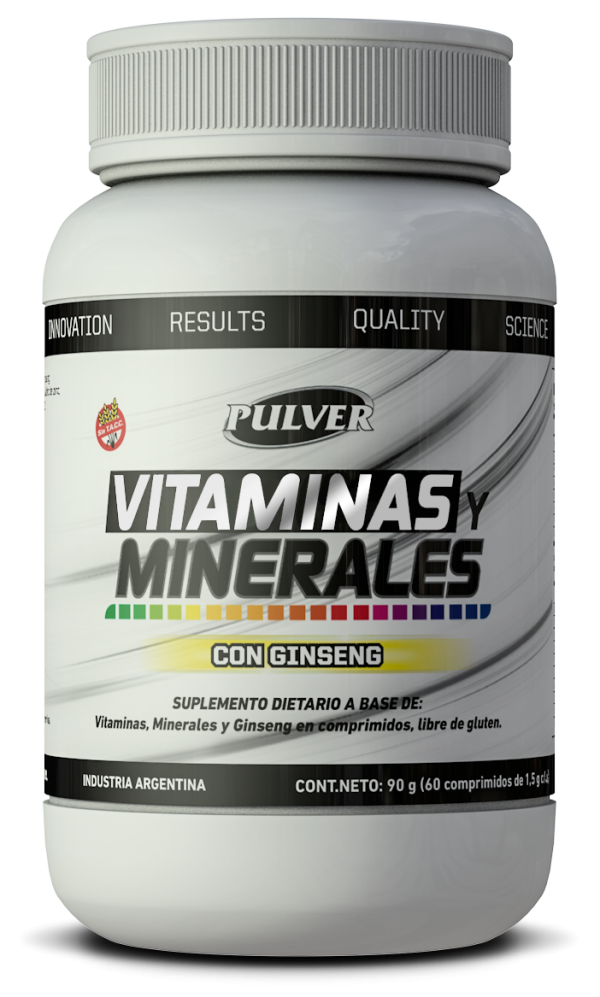 INNOVATION RESULTS QUALITY SCIENCE
PULVER
Sin T.A.C.C.
VITAMINAS Y
MINERALES
CON GINSENG
SUPLEMENTO DIETARIO A BASE DE:
Vitaminas, Minerales y Ginseng en comprimidos, libre de gluten.
INDUSTRIA ARGENTINA CONT.NETO: 90 g (60 comprimidos de 1,5 g c/u)